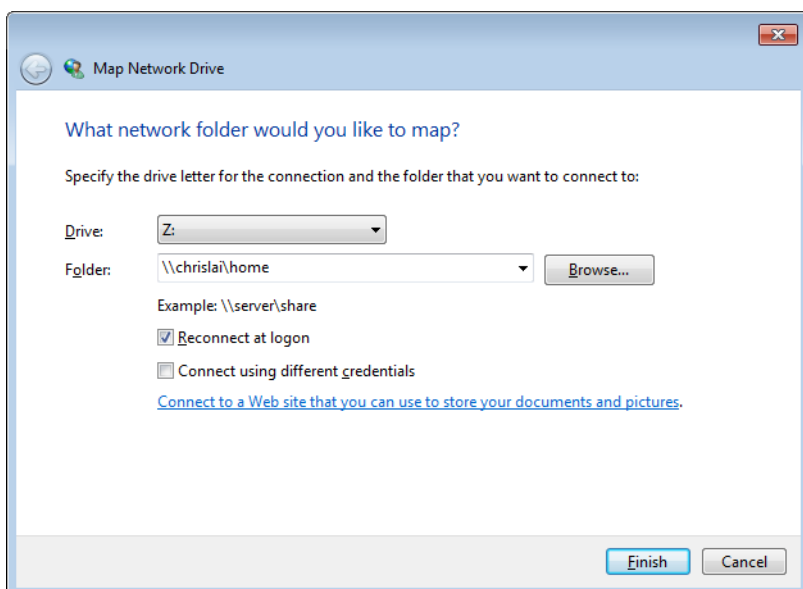 Map Network Drive
What network folder would you like to map?
Specify the drive letter for the connection and the folder that you want to connect to:
Drive: Z:
Folder: \\chrislai\home Browse...
Example: \\server\share
Reconnect at logon
Connect using different credentials
Connect to a Web site that you can use to store your documents and pictures.
Finish Cancel